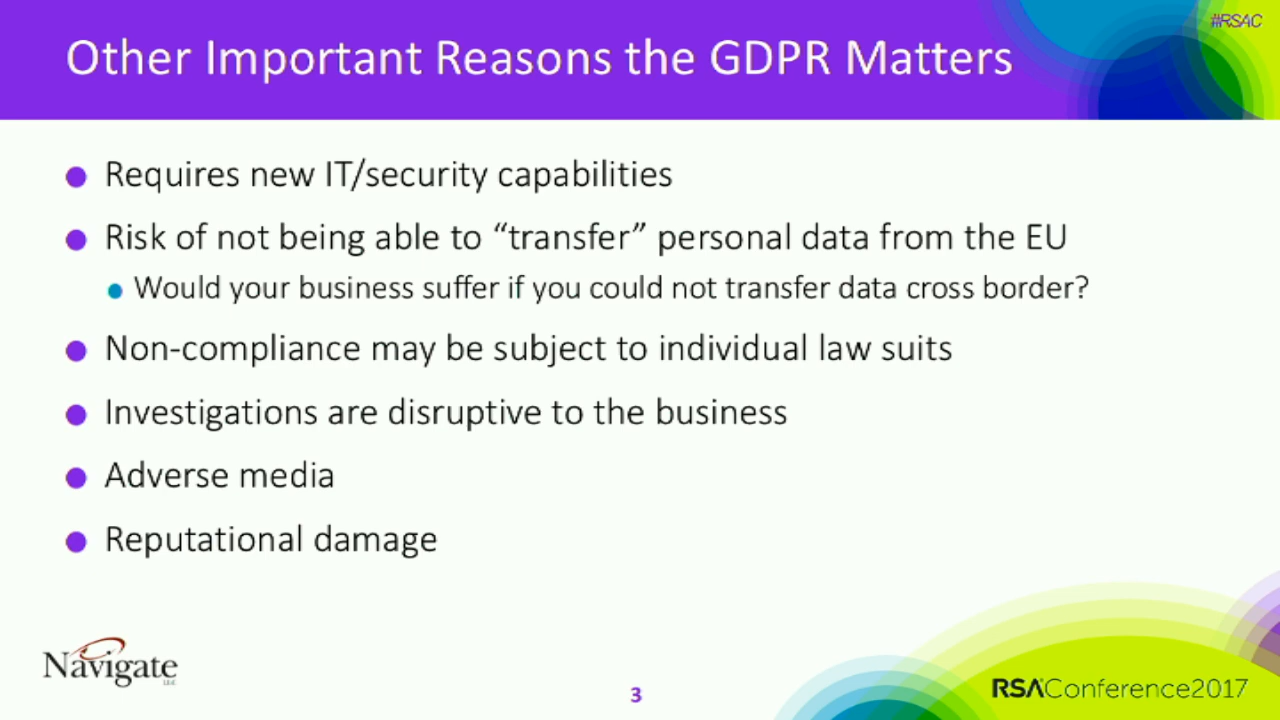 #RSAC
Other Important Reasons the GDPR Matters
Requires new IT/security capabilities
Risk of not being able to “transfer” personal data from the EU
Would your business suffer if you could not transfer data cross border?
Non-compliance may be subject to individual law suits
Investigations are disruptive to the business
Adverse media
Reputational damage
Navigate
LLC
3
RSAConference2017